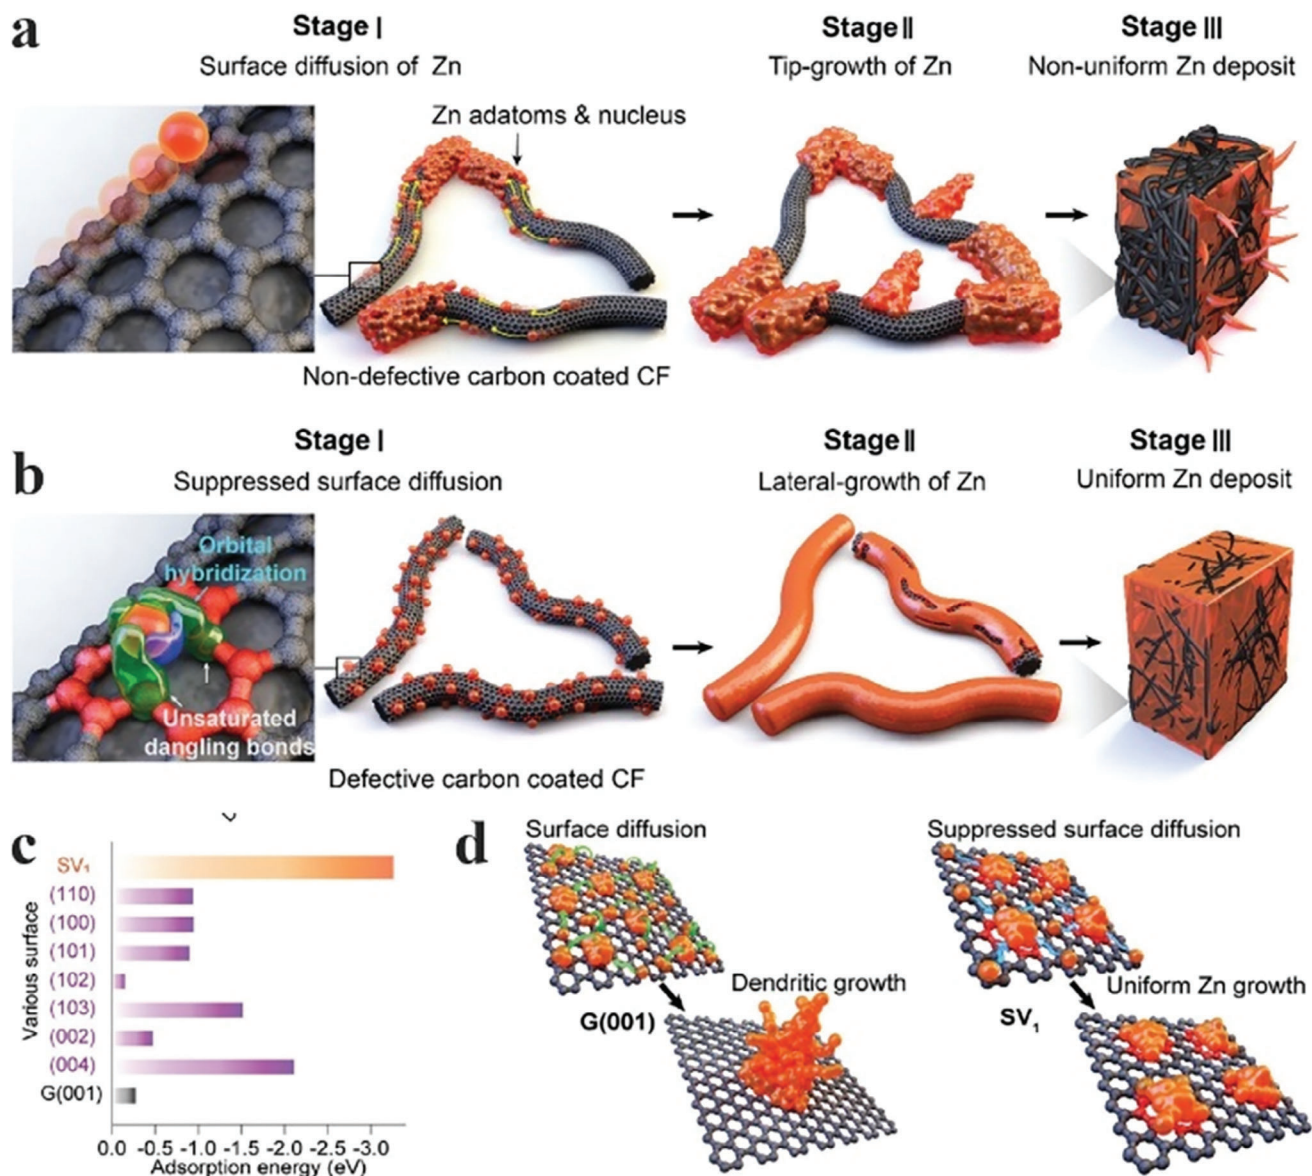 a
Stage I
Stage II
Stage III
Surface diffusion of Zn
Tip-growth of Zn
Non-uniform Zn deposit
Zn adatoms & nucleus
Non-defective carbon coated CF
b
Stage I
Stage II
Stage III
Suppressed surface diffusion
Lateral-growth of Zn
Uniform Zn deposit
Orbital
hybridization
Unsaturated
dangling bonds
Defective carbon coated CF
c
Various surface
SV₁
(110)
(100)
(101)
(102)
(103)
(002)
(004)
G(001)
0.0 -0.5 -1.0 -1.5 -2.0 -2.5 -3.0
Adsorption energy (eV)
d
Surface diffusion
Dendritic growth
G(001)
Suppressed surface diffusion
Uniform Zn growth
SV₁